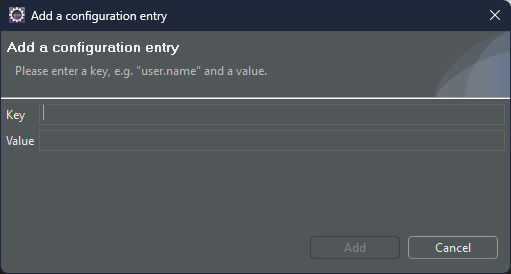 Add a configuration entry
Add a configuration entry
Please enter a key, e.g. "user.name" and a value.
Key
Value
Add
Cancel